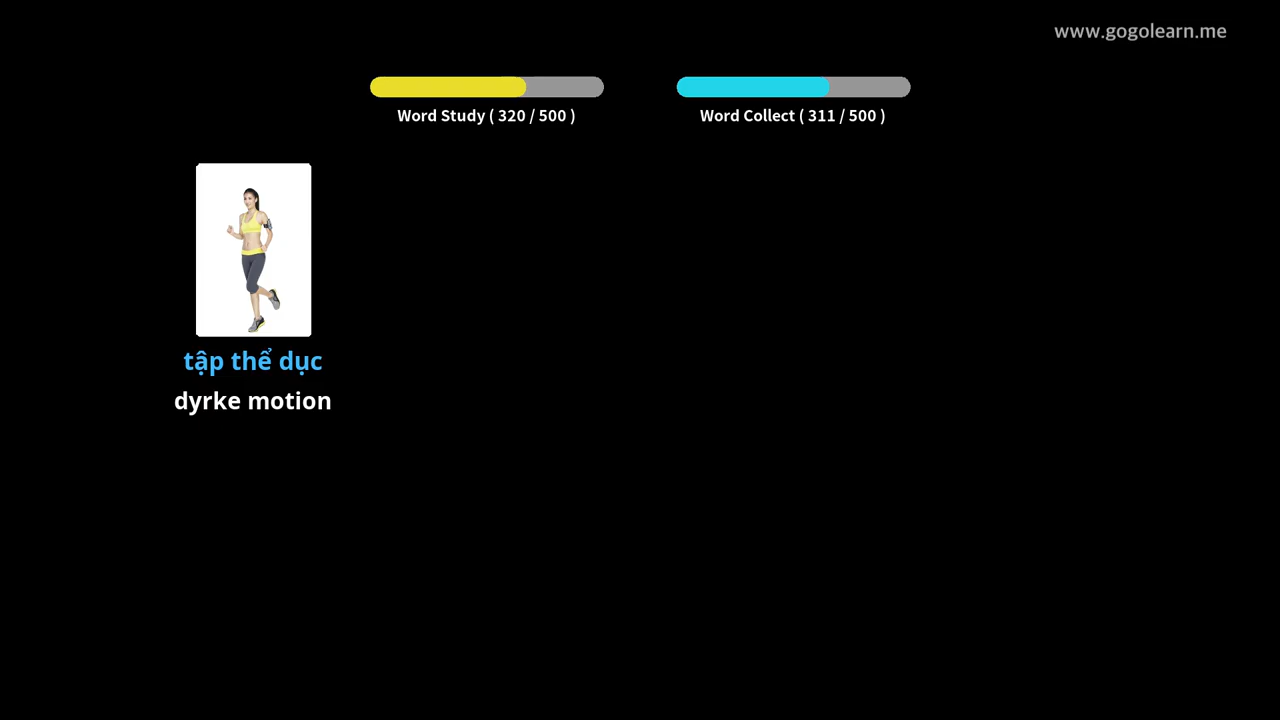 www.gogolearn.me
Word Study ( 320 / 500 )
Word Collect ( 311 / 500 )
tập thể dục
dyrke motion